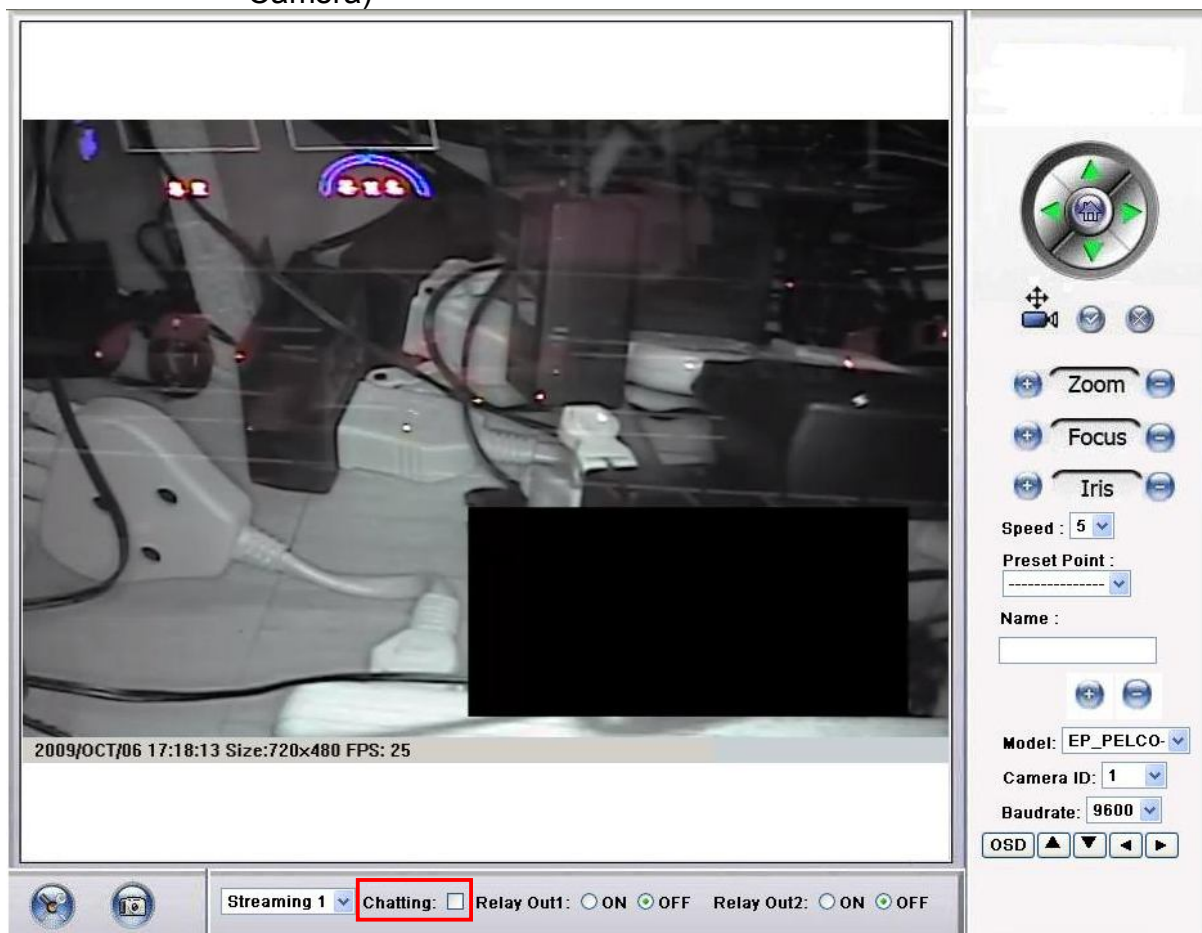 Camera)
Zoom
Focus
Iris
Speed : 5
Preset Point :
---------------
Name :
2009/OCT/06 17:18:13 Size:720x480 FPS: 25
Model: EP_PELCO-
Camera ID: 1
Baudrate: 9600
OSD
Streaming 1 Chatting: Relay Out1: ON OFF Relay Out2: ON OFF